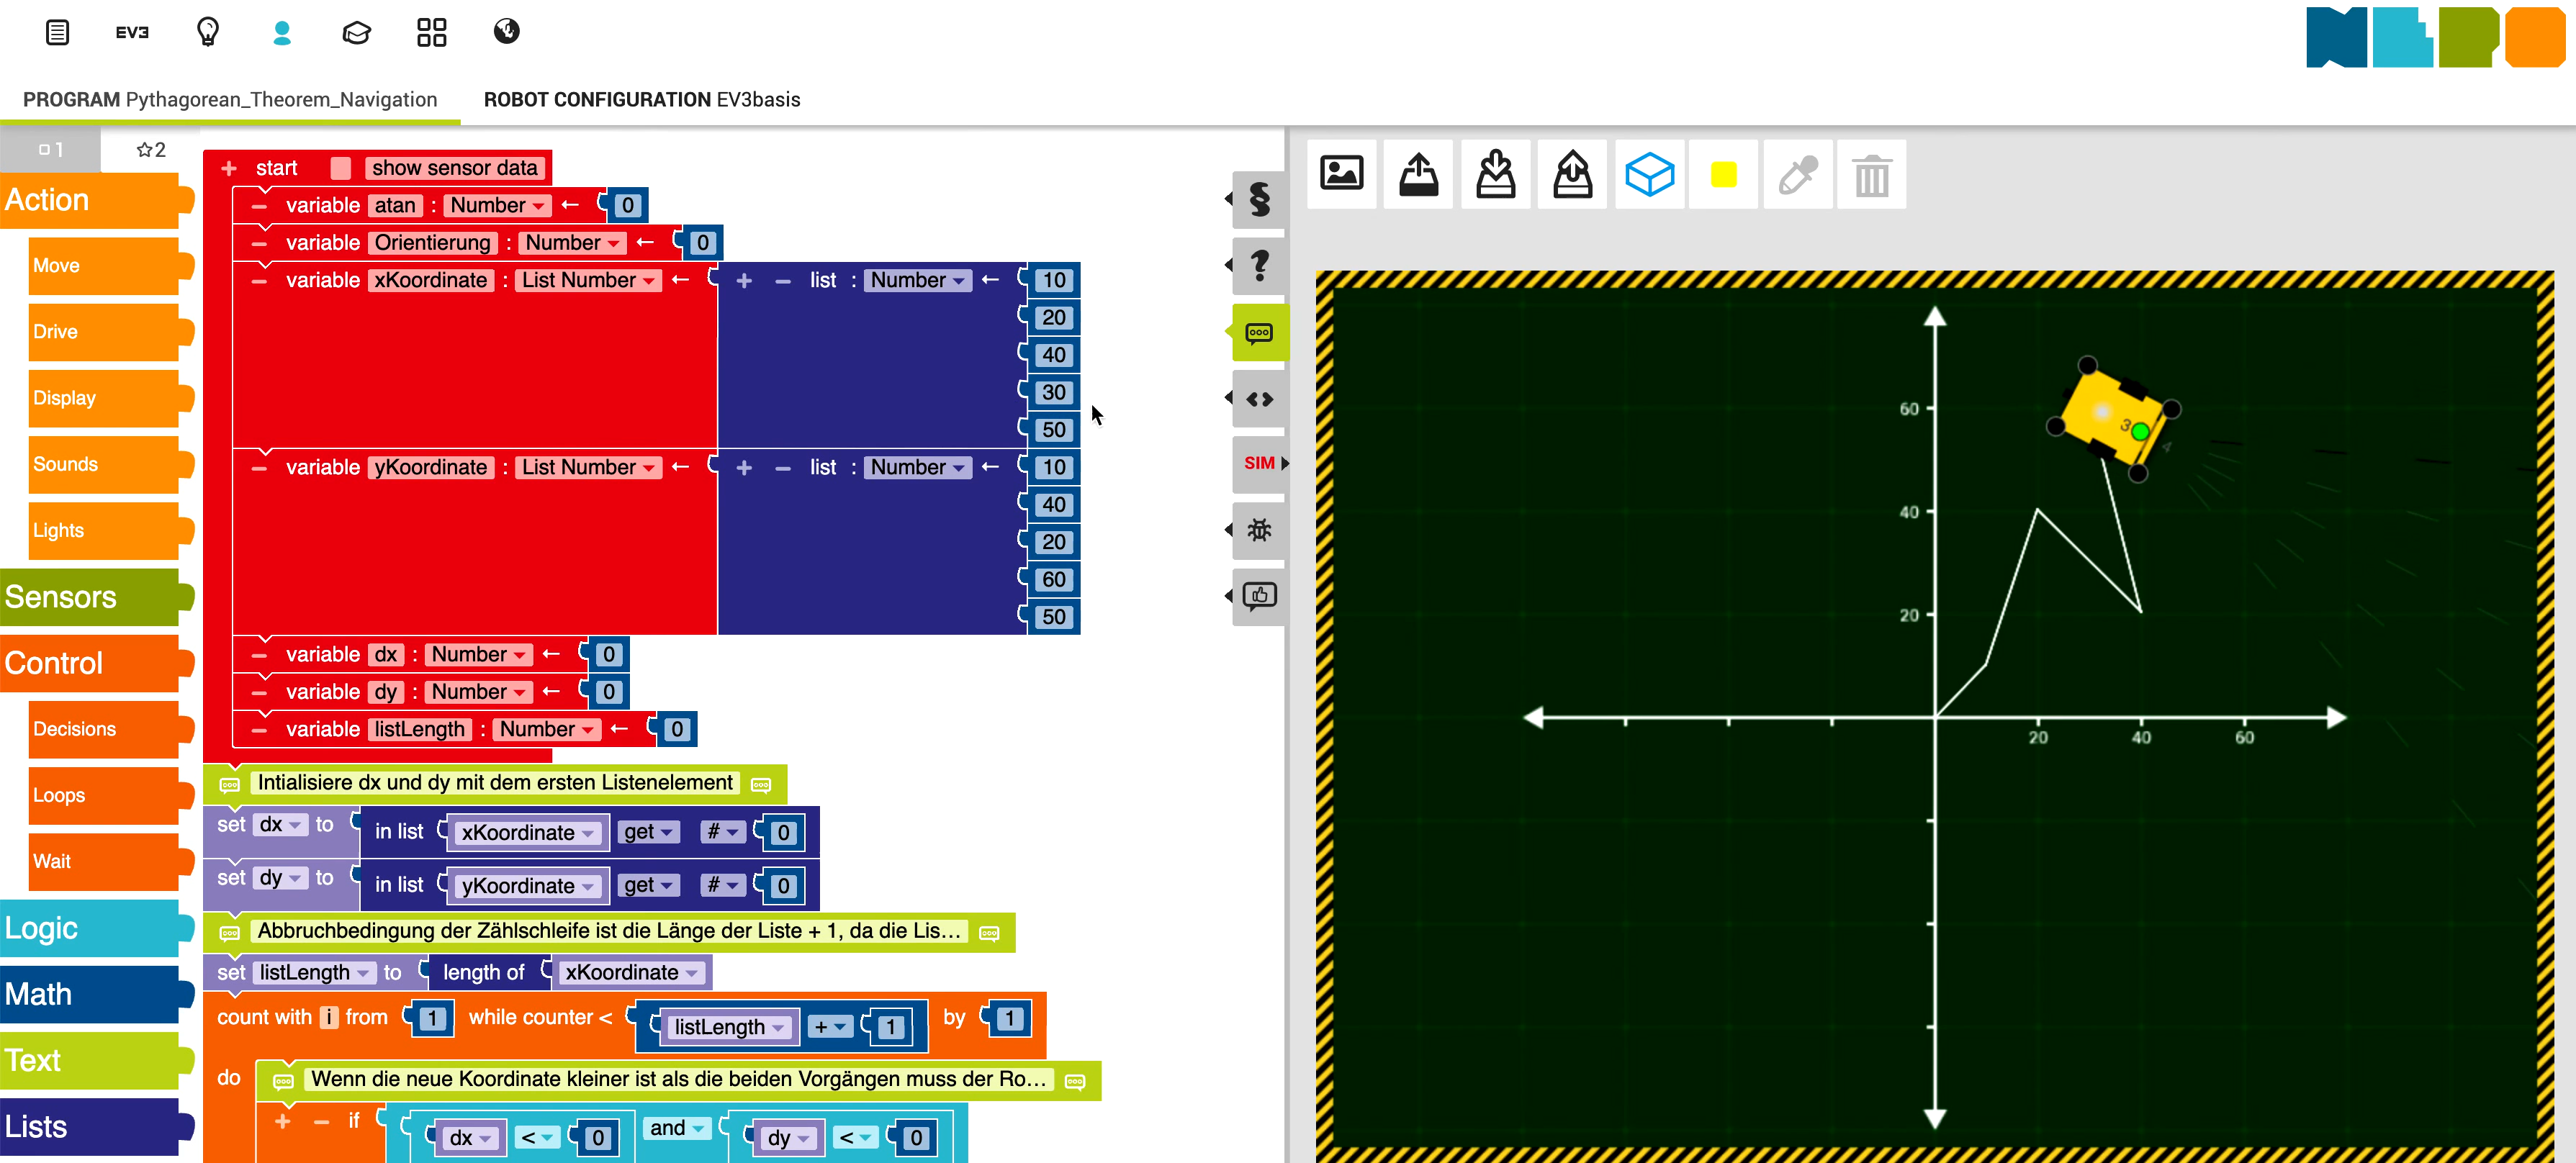 EV3
PROGRAM Pythagorean_Theorem_Navigation
ROBOT CONFIGURATION EV3basis
1
2
Action
Move
Drive
Display
Sounds
Lights
Sensors
Control
Decisions
Loops
Wait
Logic
Math
Text
Lists
+ start show sensor data
− variable atan : Number ← 0
− variable Orientierung : Number ← 0
− variable xKoordinate : List Number ← + − list : Number ← 10
20
40
30
50
− variable yKoordinate : List Number ← + − list : Number ← 10
40
20
60
50
− variable dx : Number ← 0
− variable dy : Number ← 0
− variable listLength : Number ← 0
Intialisiere dx und dy mit dem ersten Listenelement
set dx to in list xKoordinate get # 0
set dy to in list yKoordinate get # 0
Abbruchbedingung der Zählschleife ist die Länge der Liste + 1, da die Lis...
set listLength to length of xKoordinate
count with i from 1 while counter < listLength + 1 by 1
do
Wenn die neue Koordinate kleiner ist als die beiden Vorgängen muss der Ro...
+ − if dx < 0 and dy < 0
§
?
SIM
60
40
20
20 40 60
3
4